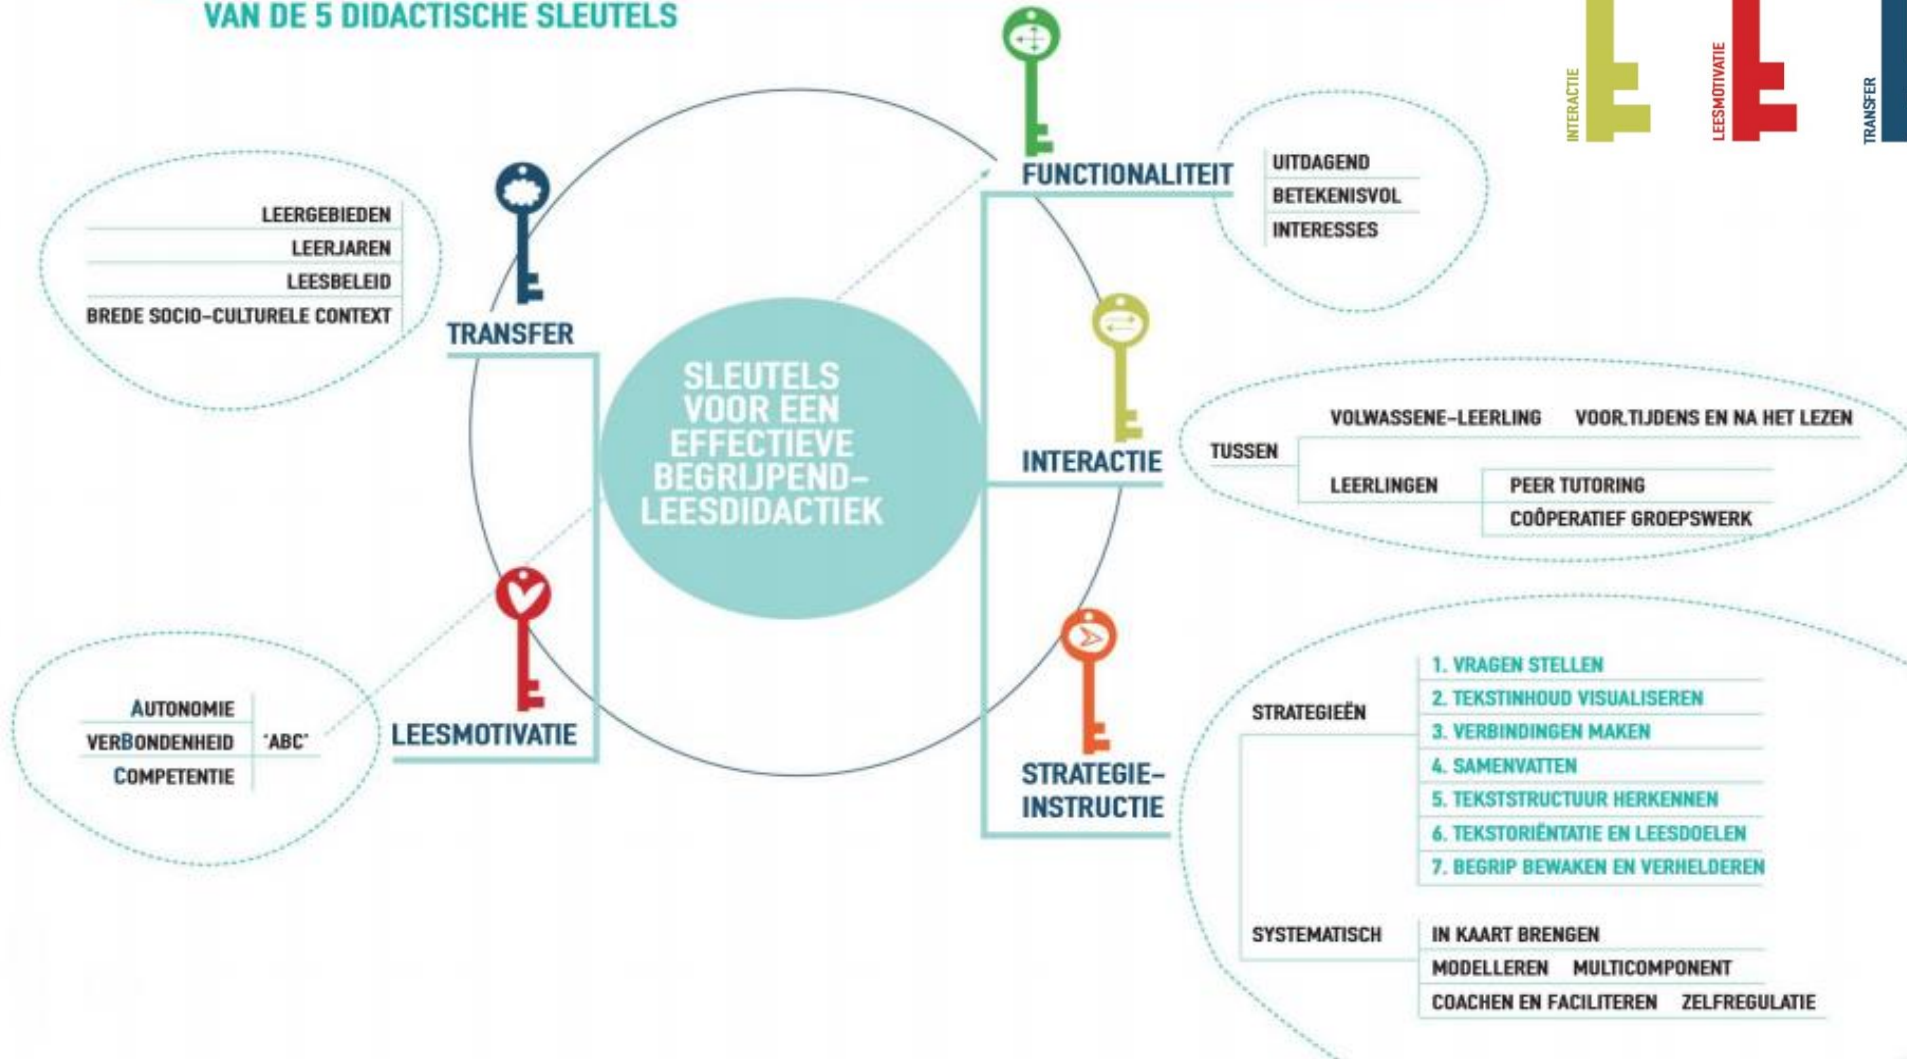 VAN DE 5 DIDACTISCHE SLEUTELS
INTERACTIE
LEESMOTIVATIE
TRANSFER
FUNCTIONALITEIT
UITDAGEND
BETEKENISVOL
INTERESSES
LEERGEBIEDEN
LEERJAREN
LEESBELEID
BREDE SOCIO-CULTURELE CONTEXT
TRANSFER
SLEUTELS
VOOR EEN
EFFECTIEVE
BEGRIJPEND-
LEESDIDACTIEK
INTERACTIE
TUSSEN
VOLWASSENE-LEERLING VOOR,TIJDENS EN NA HET LEZEN
LEERLINGEN
PEER TUTORING
COÔPERATIEF GROEPSWERK
AUTONOMIE
VERBONDENHEID
COMPETENTIE
"ABC"
LEESMOTIVATIE
STRATEGIE-
INSTRUCTIE
STRATEGIEËN
1. VRAGEN STELLEN
2. TEKSTINHOUD VISUALISEREN
3. VERBINDINGEN MAKEN
4. SAMENVATTEN
5. TEKSTSTRUCTUUR HERKENNEN
6. TEKSTORIËNTATIE EN LEESDOELEN
7. BEGRIP BEWAKEN EN VERHELDEREN
SYSTEMATISCH
IN KAART BRENGEN
MODELLEREN MULTICOMPONENT
COACHEN EN FACILITEREN ZELFREGULATIE